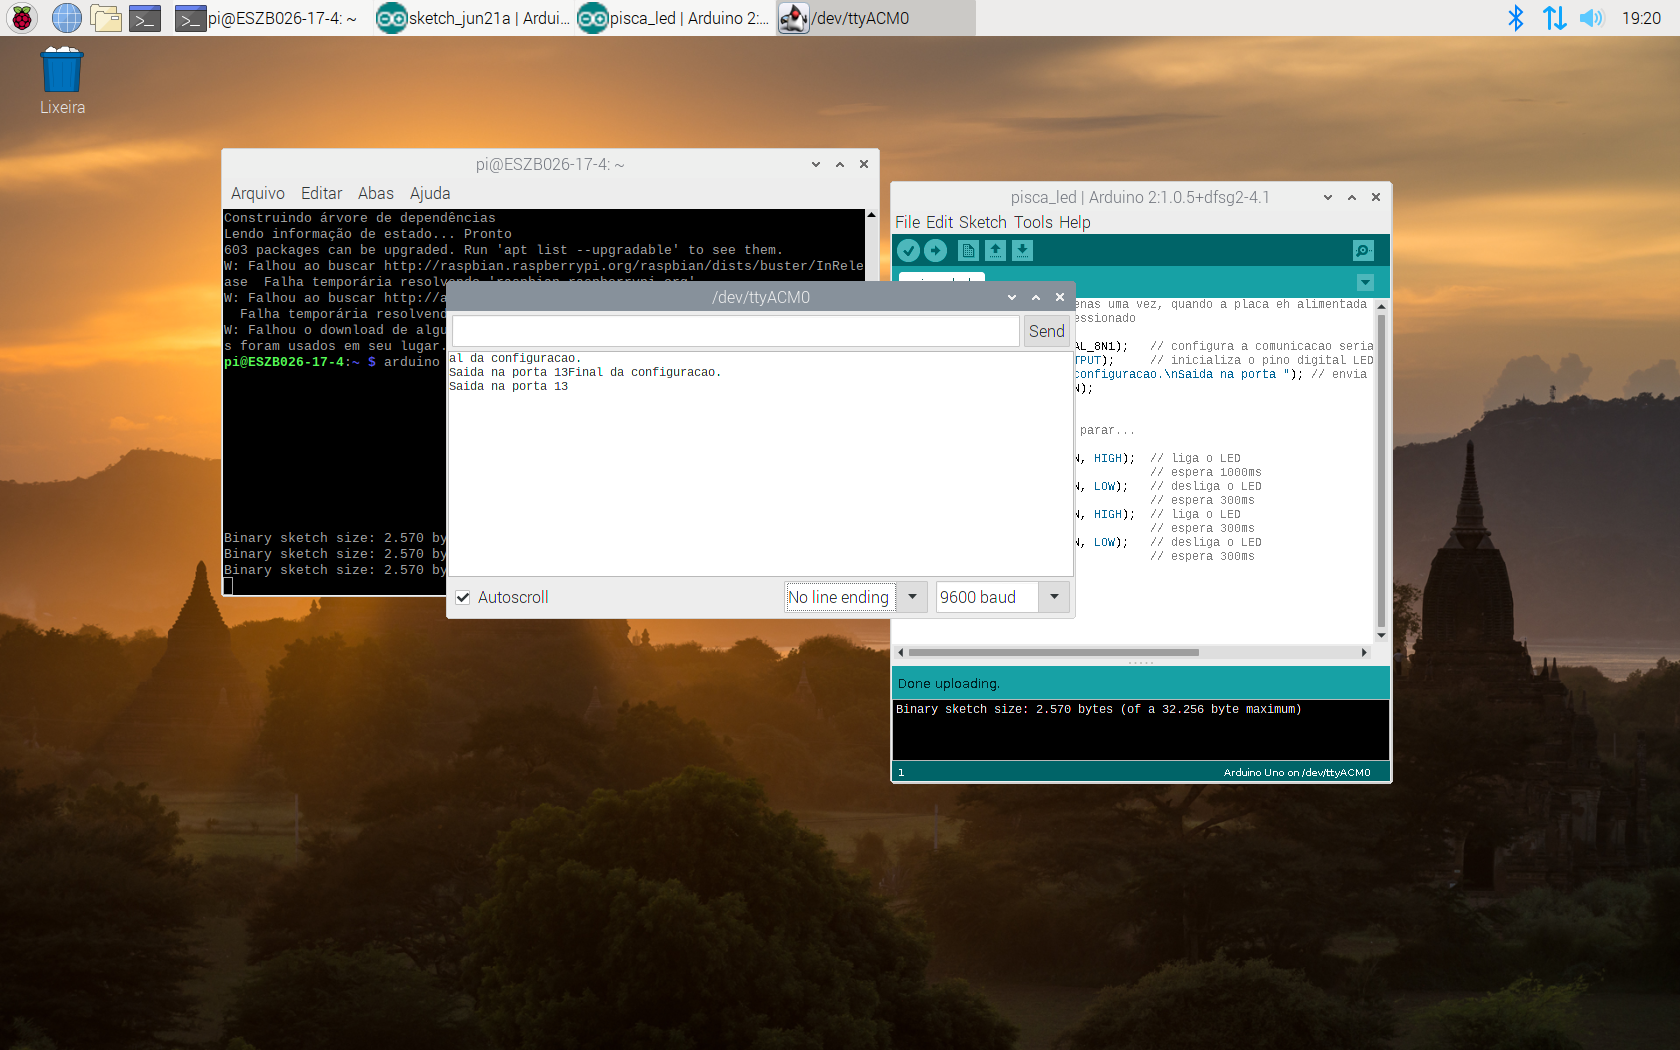 pi@ESZB026-17-4: ~
sketch_jun21a | Ardui...
pisca_led | Arduino 2:...
/dev/ttyACM0
19:20
Lixeira
pi@ESZB026-17-4: ~
Arquivo Editar Abas Ajuda
Construindo árvore de dependências
Lendo informação de estado... Pronto
603 packages can be upgraded. Run 'apt list --upgradable' to see them.
W: Falhou ao buscar http://raspbian.raspberrypi.org/raspbian/dists/buster/InRele
ase  Falha temporária resolvendo 'raspbian.raspberrypi.org'
W: Falhou ao buscar http://a
Falha temporária resolvend
W: Falhou o download de algu
s foram usados em seu lugar.
pi@ESZB026-17-4:~ $ arduino
Binary sketch size: 2.570 by
Binary sketch size: 2.570 by
Binary sketch size: 2.570 by
/dev/ttyACM0
Send
al da configuracao.
Saida na porta 13Final da configuracao.
Saida na porta 13
Autoscroll
No line ending
9600 baud
pisca_led | Arduino 2:1.0.5+dfsg2-4.1
File Edit Sketch Tools Help
enas uma vez, quando a placa eh alimentada
essionado
AL_8N1);   // configura a comunicacao seria
TPUT);     // inicializa o pino digital LED
configuracao.\nSaida na porta "); // envia
N);
parar...
N, HIGH);  // liga o LED
// espera 1000ms
N, LOW);   // desliga o LED
// espera 300ms
N, HIGH);  // liga o LED
// espera 300ms
N, LOW);   // desliga o LED
// espera 300ms
Done uploading.
Binary sketch size: 2.570 bytes (of a 32.256 byte maximum)
1
Arduino Uno on /dev/ttyACM0